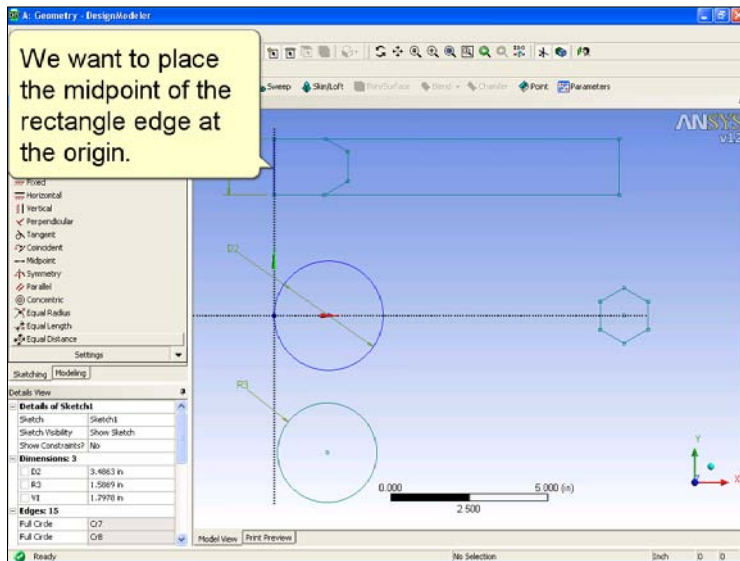 A: Geometry - DesignModeler
We want to place
the midpoint of the
rectangle edge at
the origin.
Sweep Skin/Loft Thin/Surface Blend Chamfer Point Parameters
ANSYS
v12
Fixed
Horizontal
Vertical
Perpendicular
Tangent
Coincident
Midpoint
Symmetry
Parallel
Concentric
Equal Radius
Equal Length
Equal Distance
Settings
Sketching Modeling
Details View
Details of Sketch1
Sketch Sketch1
Sketch Visibility Show Sketch
Show Constraints? No
Dimensions: 3
D2 3.4863 in
R3 1.5869 in
V1 1.7978 in
Edges: 15
Full Circle Cr7
Full Circle Cr8
D2
R3
0.000 5.000 (in)
2.500
Y
X
Z
Model View Print Preview
Ready No Selection Inch 0 0